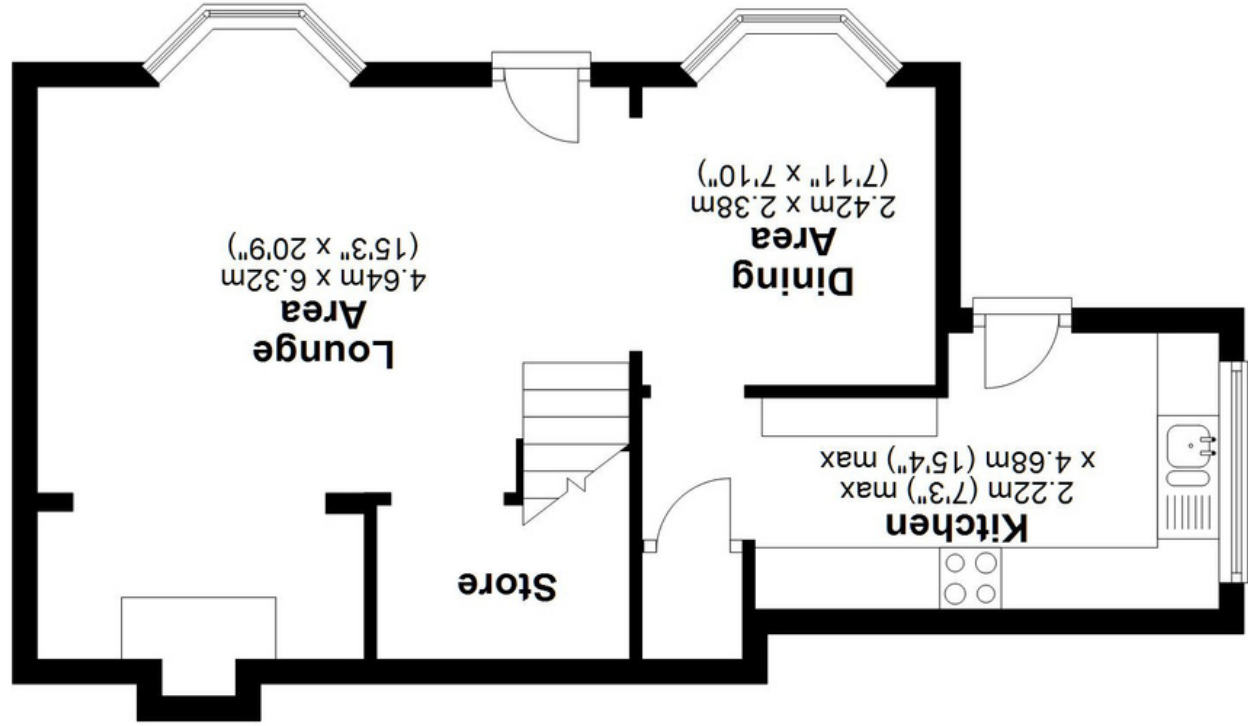 Kitchen
2.22m (7'3") max
x 4.68m (15'4") max
Store
Lounge
Area
4.64m x 6.32m
(15'3" x 20'9")
Dining
Area
2.42m x 2.38m
(7'11" x 7'10")